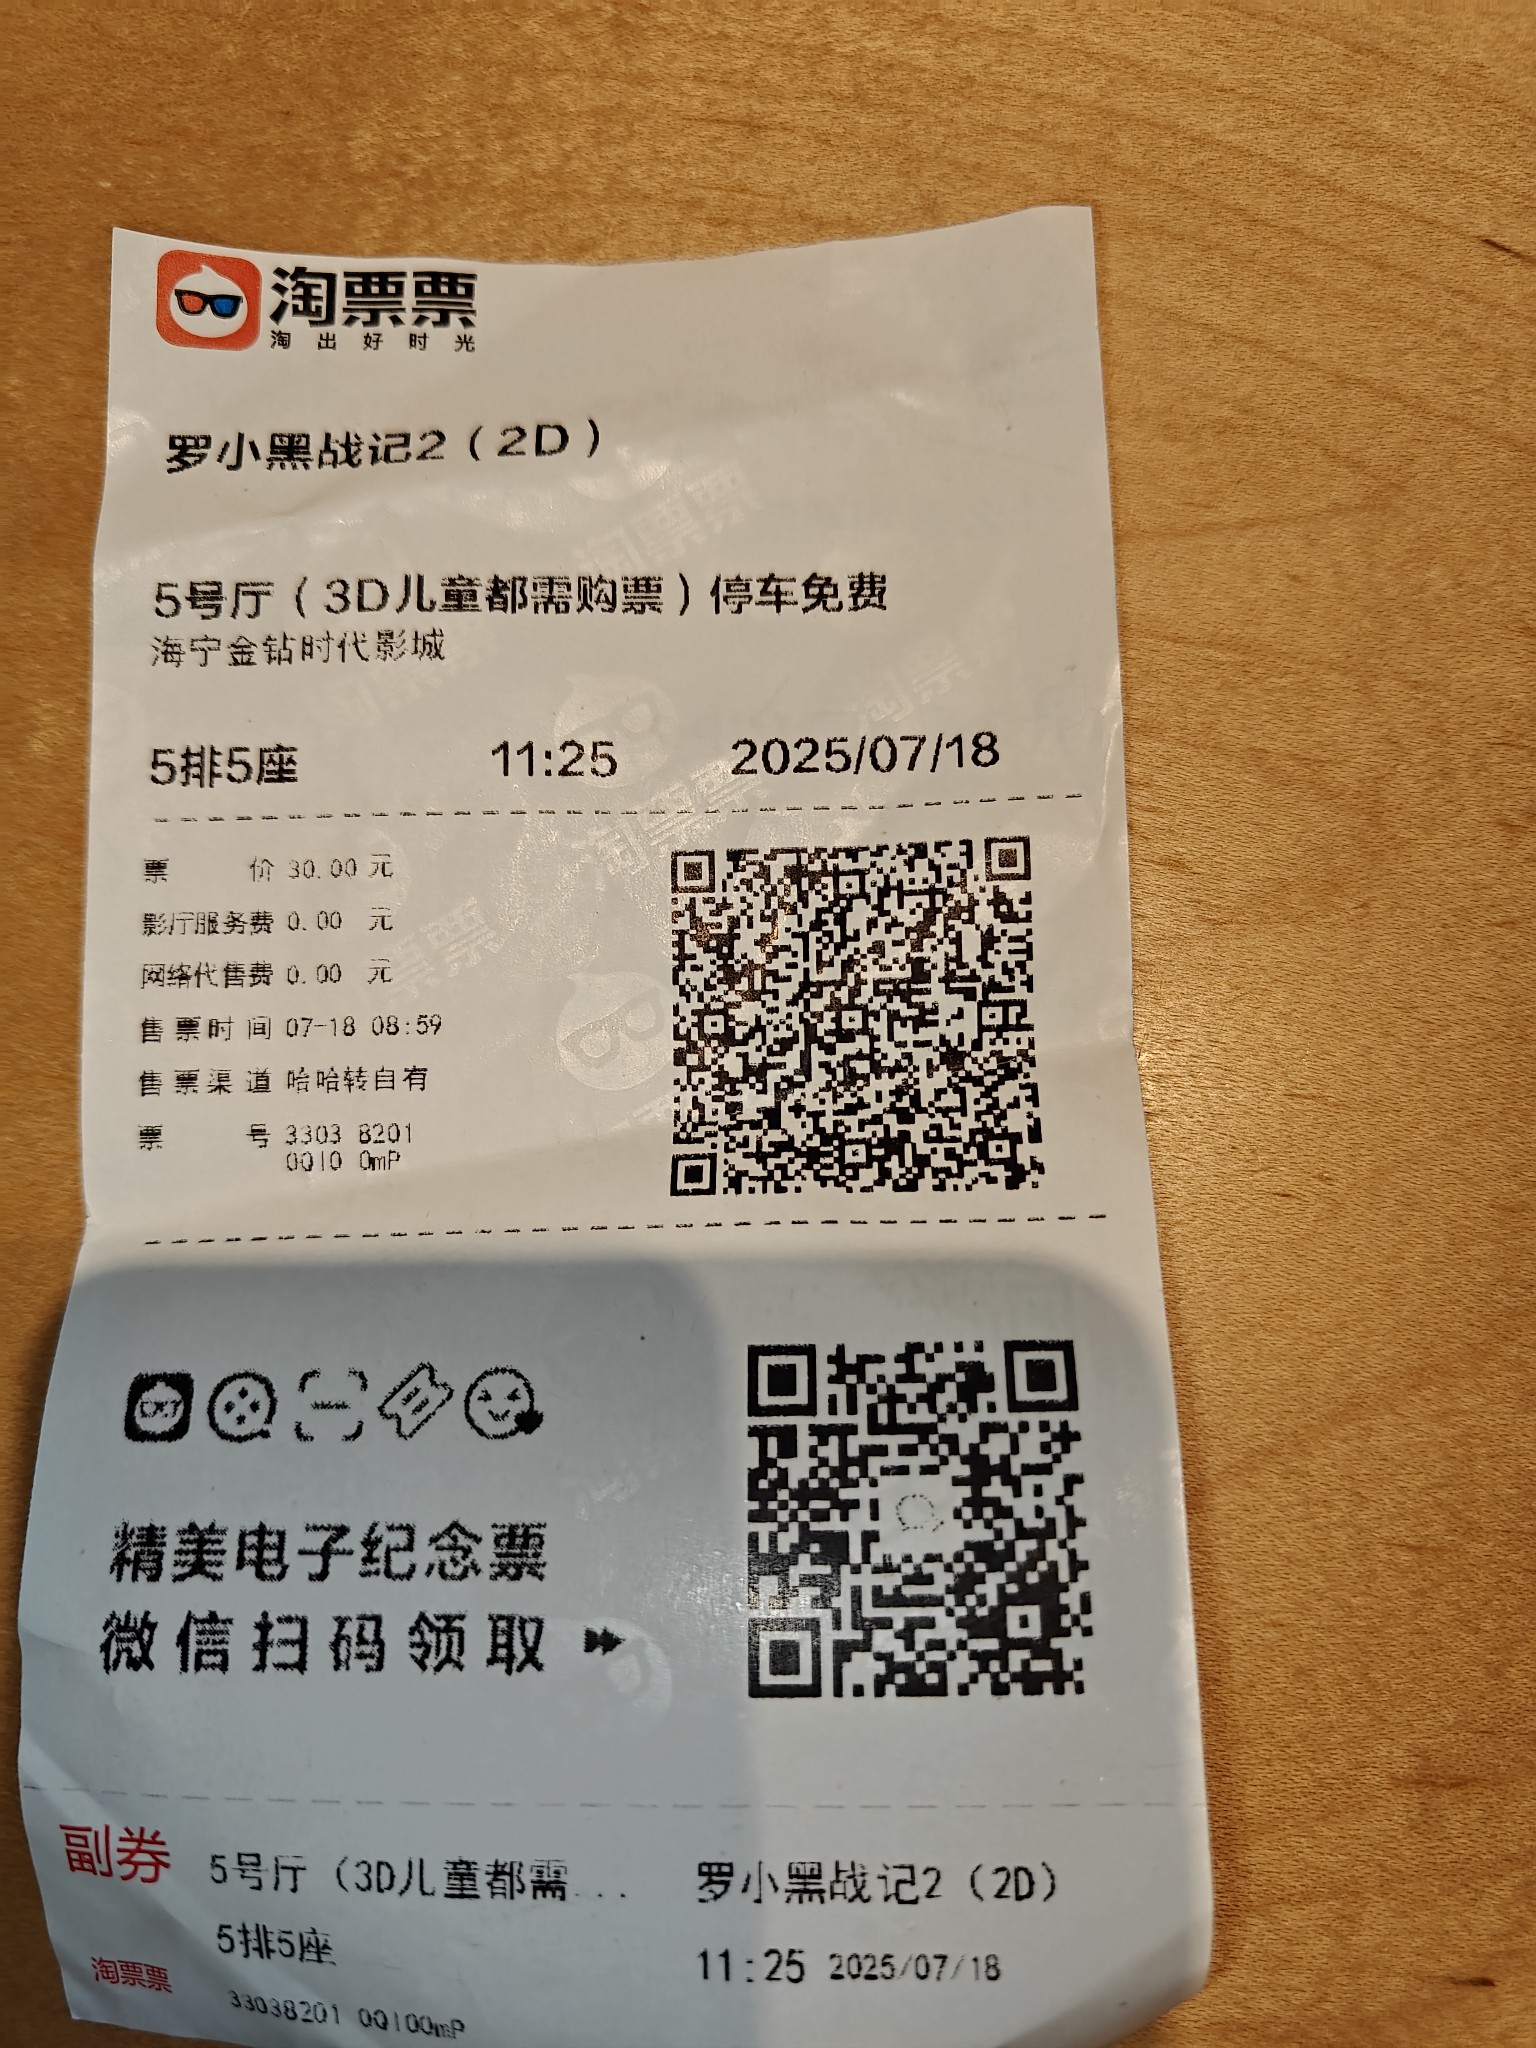 淘票票
淘出好时光
罗小黑战记2（2D）
5号厅（3D儿童都需购票）停车免费
海宁金钻时代影城
5排5座 11:25 2025/07/18
票 价 30.00 元
影厅服务费 0.00 元
网络代售费 0.00 元
售票时间 07-18 08:59
售票渠道 哈哈转自有
票 号 3303 8201
0QI0 0mP
精美电子纪念票
微信扫码领取
副券 5号厅（3D儿童都需... 罗小黑战记2（2D）
5排5座 11:25 2025/07/18
淘票票 33038201 0QI00mP